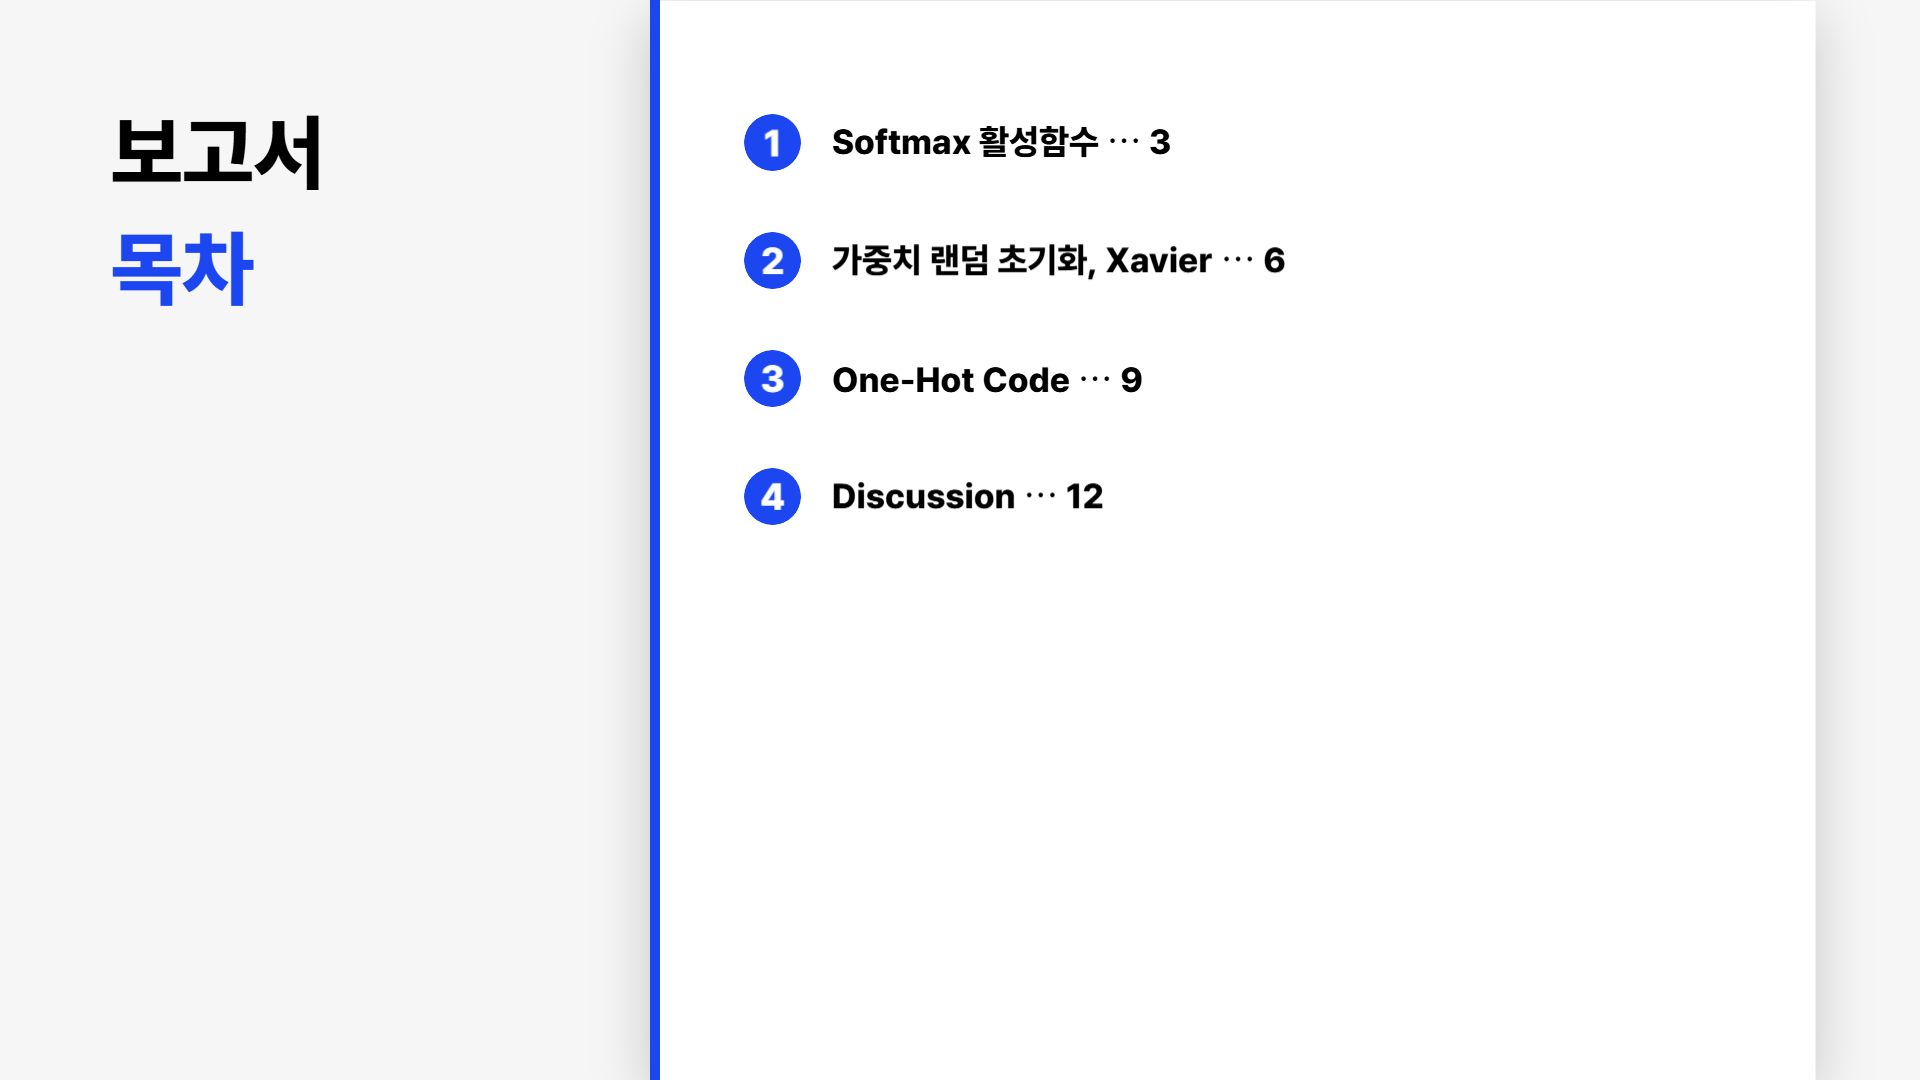 보고서
목차
1 Softmax 활성함수 ··· 3
2 가중치 랜덤 초기화, Xavier ··· 6
3 One-Hot Code ··· 9
4 Discussion ··· 12